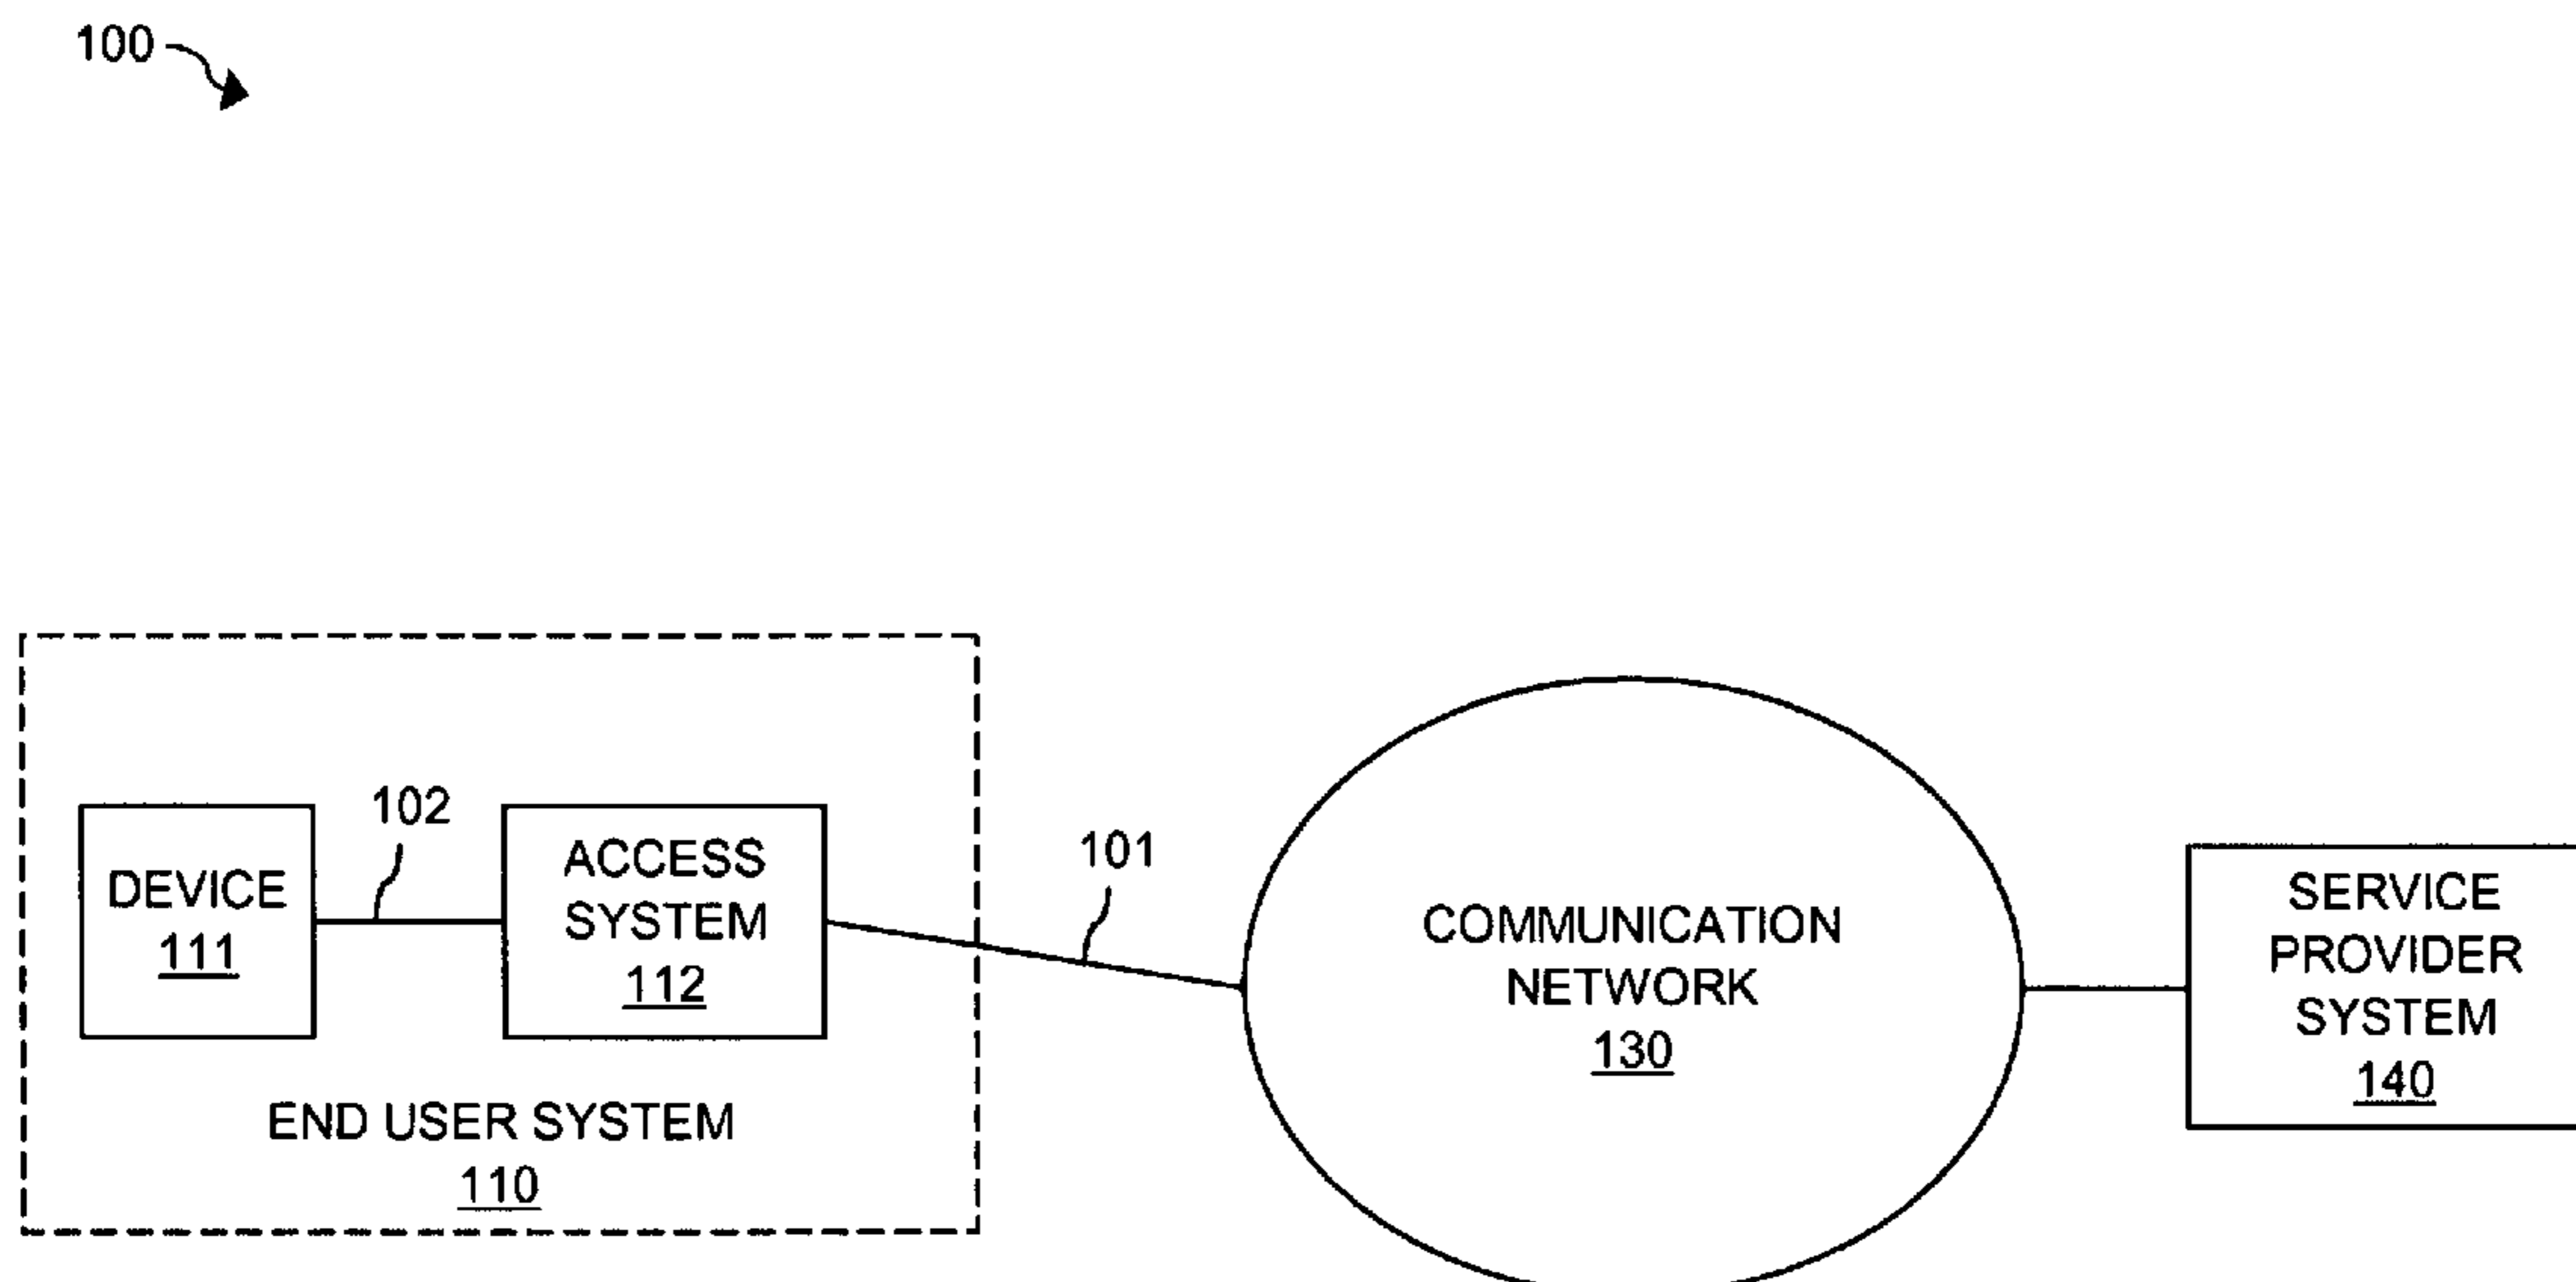 100
102
101
DEVICE
111
ACCESS
SYSTEM
112
END USER SYSTEM
110
COMMUNICATION
NETWORK
130
SERVICE
PROVIDER
SYSTEM
140